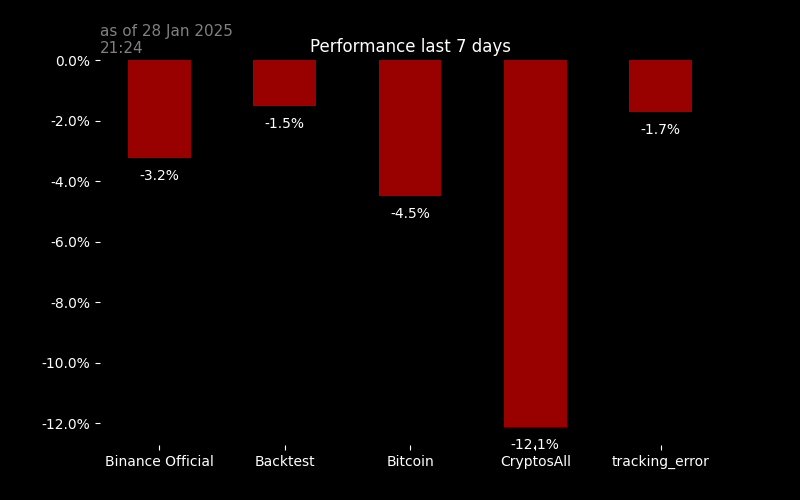 as of 28 Jan 2025
21:24
Performance last 7 days
0.0%
-2.0%
-4.0%
-6.0%
-8.0%
-10.0%
-12.0%
-3.2%
-1.5%
-4.5%
-12.1%
-1.7%
Binance Official
Backtest
Bitcoin
CryptosAll
tracking_error